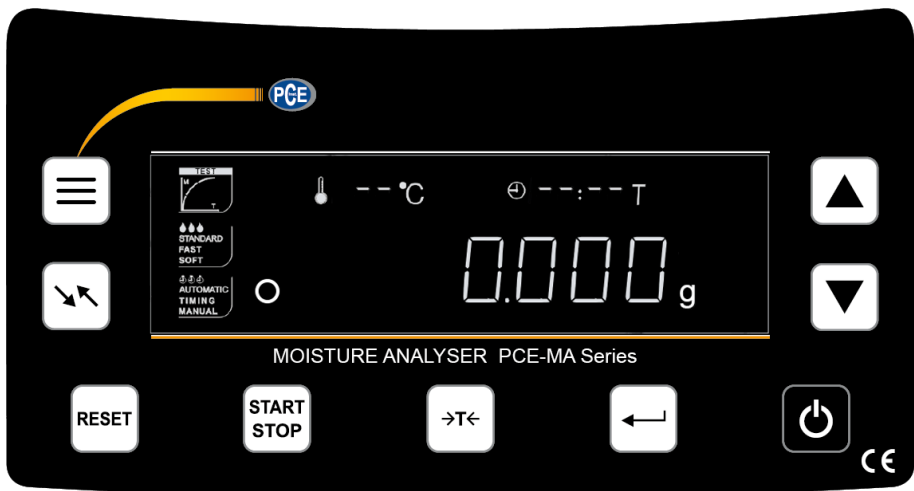 PCE
TEST
M
T
--°C
--:-- T
STANDARD
FAST
SOFT
AUTOMATIC
TIMING
MANUAL
0.000 g
MOISTURE ANALYSER PCE-MA Series
RESET
START
STOP
→T←
CE